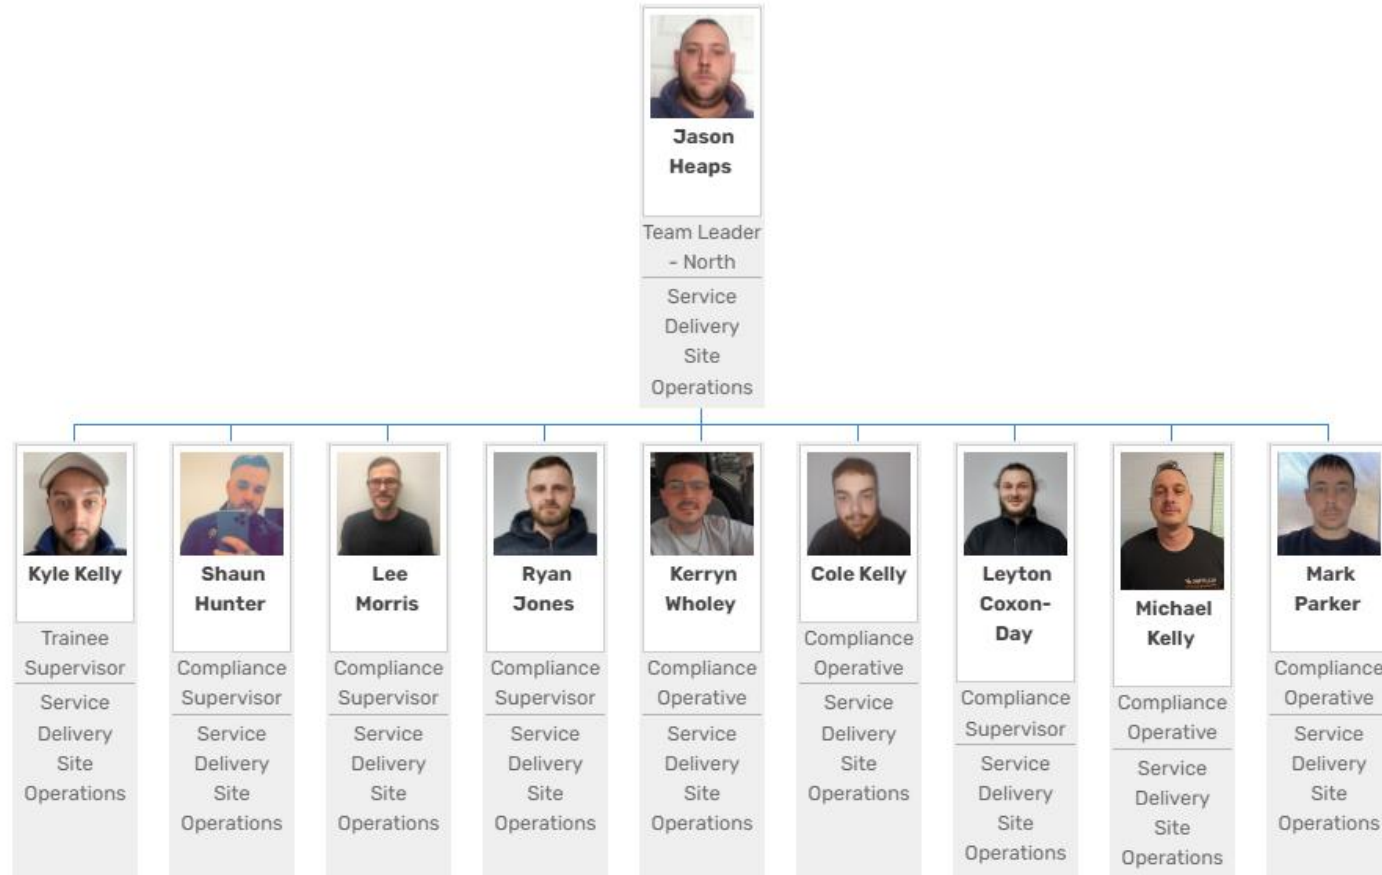 Jason
Heaps
Team Leader
- North
Service
Delivery
Site
Operations
Kyle Kelly
Trainee
Supervisor
Service
Delivery
Site
Operations
Shaun
Hunter
Compliance
Supervisor
Service
Delivery
Site
Operations
Lee
Morris
Compliance
Supervisor
Service
Delivery
Site
Operations
Ryan
Jones
Compliance
Supervisor
Service
Delivery
Site
Operations
Kerryn
Wholey
Compliance
Operative
Service
Delivery
Site
Operations
Cole Kelly
Compliance
Operative
Service
Delivery
Site
Operations
Leyton
Coxon-
Day
Compliance
Supervisor
Service
Delivery
Site
Operations
Michael
Kelly
Compliance
Operative
Service
Delivery
Site
Operations
Mark
Parker
Compliance
Operative
Service
Delivery
Site
Operations